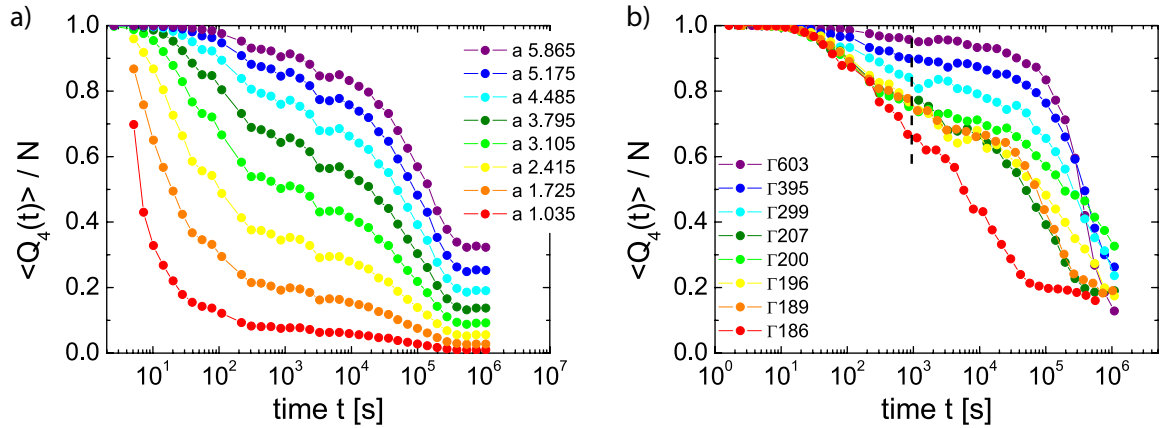 a)
<Q₄(t)> / N
1.0
0.8
0.6
0.4
0.2
0.0
a 5.865
a 5.175
a 4.485
a 3.795
a 3.105
a 2.415
a 1.725
a 1.035
10¹ 10² 10³ 10⁴ 10⁵ 10⁶ 10⁷
time t [s]
b)
<Q₄(t)> / N
1.0
0.8
0.6
0.4
0.2
0.0
Γ603
Γ395
Γ299
Γ207
Γ200
Γ196
Γ189
Γ186
10⁰ 10¹ 10² 10³ 10⁴ 10⁵ 10⁶
time t [s]